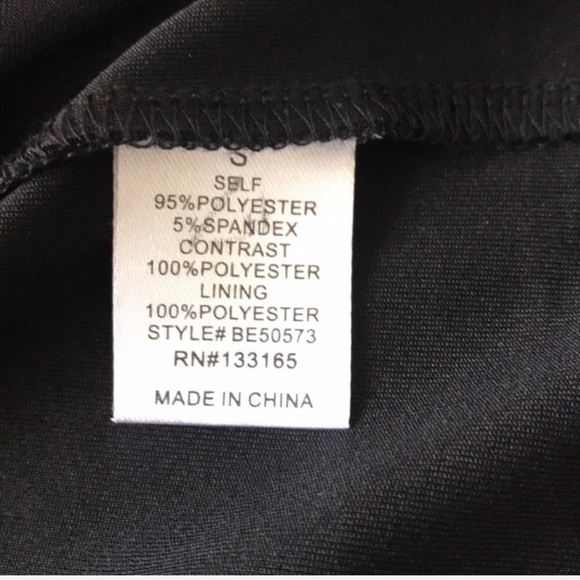 S
SELF
95%POLYESTER
5%SPANDEX
CONTRAST
100%POLYESTER
LINING
100%POLYESTER
STYLE# BE50573
RN#133165
MADE IN CHINA